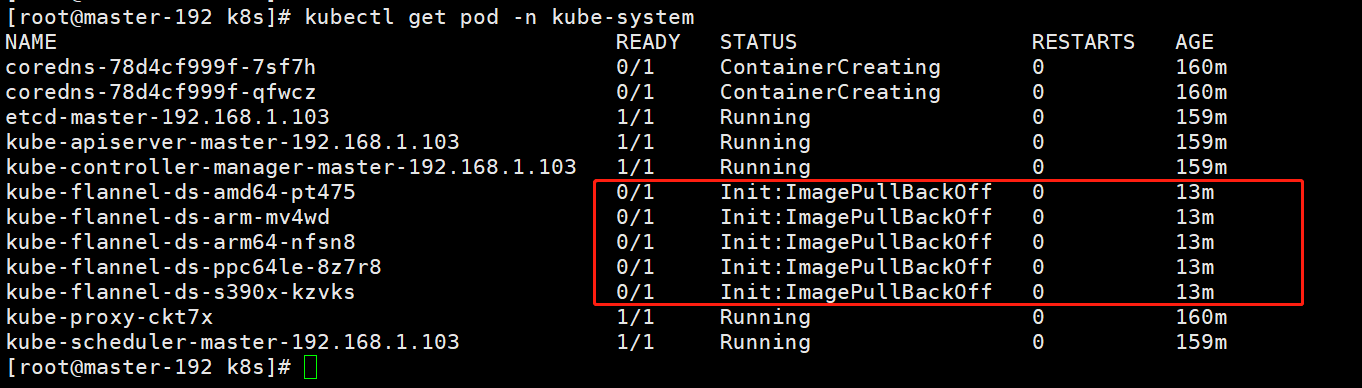 [root@master-192 k8s]# kubectl get pod -n kube-system
NAME READY STATUS RESTARTS AGE
coredns-78d4cf999f-7sf7h 0/1 ContainerCreating 0 160m
coredns-78d4cf999f-qfwcz 0/1 ContainerCreating 0 160m
etcd-master-192.168.1.103 1/1 Running 0 159m
kube-apiserver-master-192.168.1.103 1/1 Running 0 159m
kube-controller-manager-master-192.168.1.103 1/1 Running 0 159m
kube-flannel-ds-amd64-pt475 0/1 Init:ImagePullBackOff 0 13m
kube-flannel-ds-arm-mv4wd 0/1 Init:ImagePullBackOff 0 13m
kube-flannel-ds-arm64-nfsn8 0/1 Init:ImagePullBackOff 0 13m
kube-flannel-ds-ppc64le-8z7r8 0/1 Init:ImagePullBackOff 0 13m
kube-flannel-ds-s390x-kzvks 0/1 Init:ImagePullBackOff 0 13m
kube-proxy-ckt7x 1/1 Running 0 160m
kube-scheduler-master-192.168.1.103 1/1 Running 0 159m
[root@master-192 k8s]#